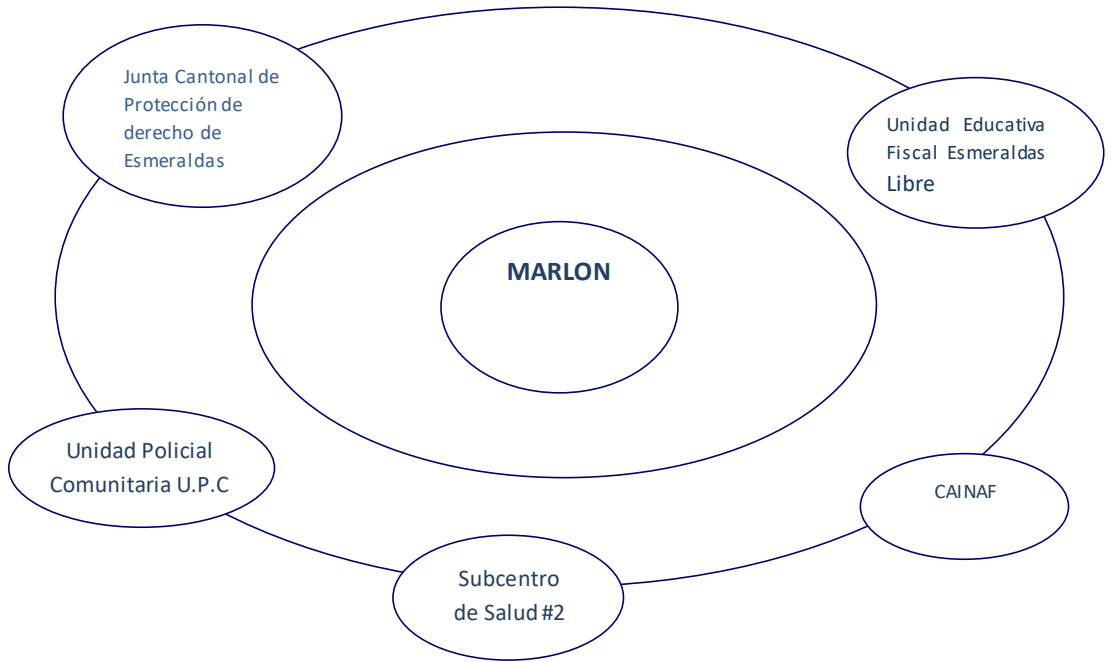 Junta Cantonal de
Protección de
derecho de
Esmeraldas
Unidad Educativa
Fiscal Esmeraldas
Libre
MARLON
Unidad Policial
Comunitaria U.P.C
CAINAF
Subcentro
de Salud #2